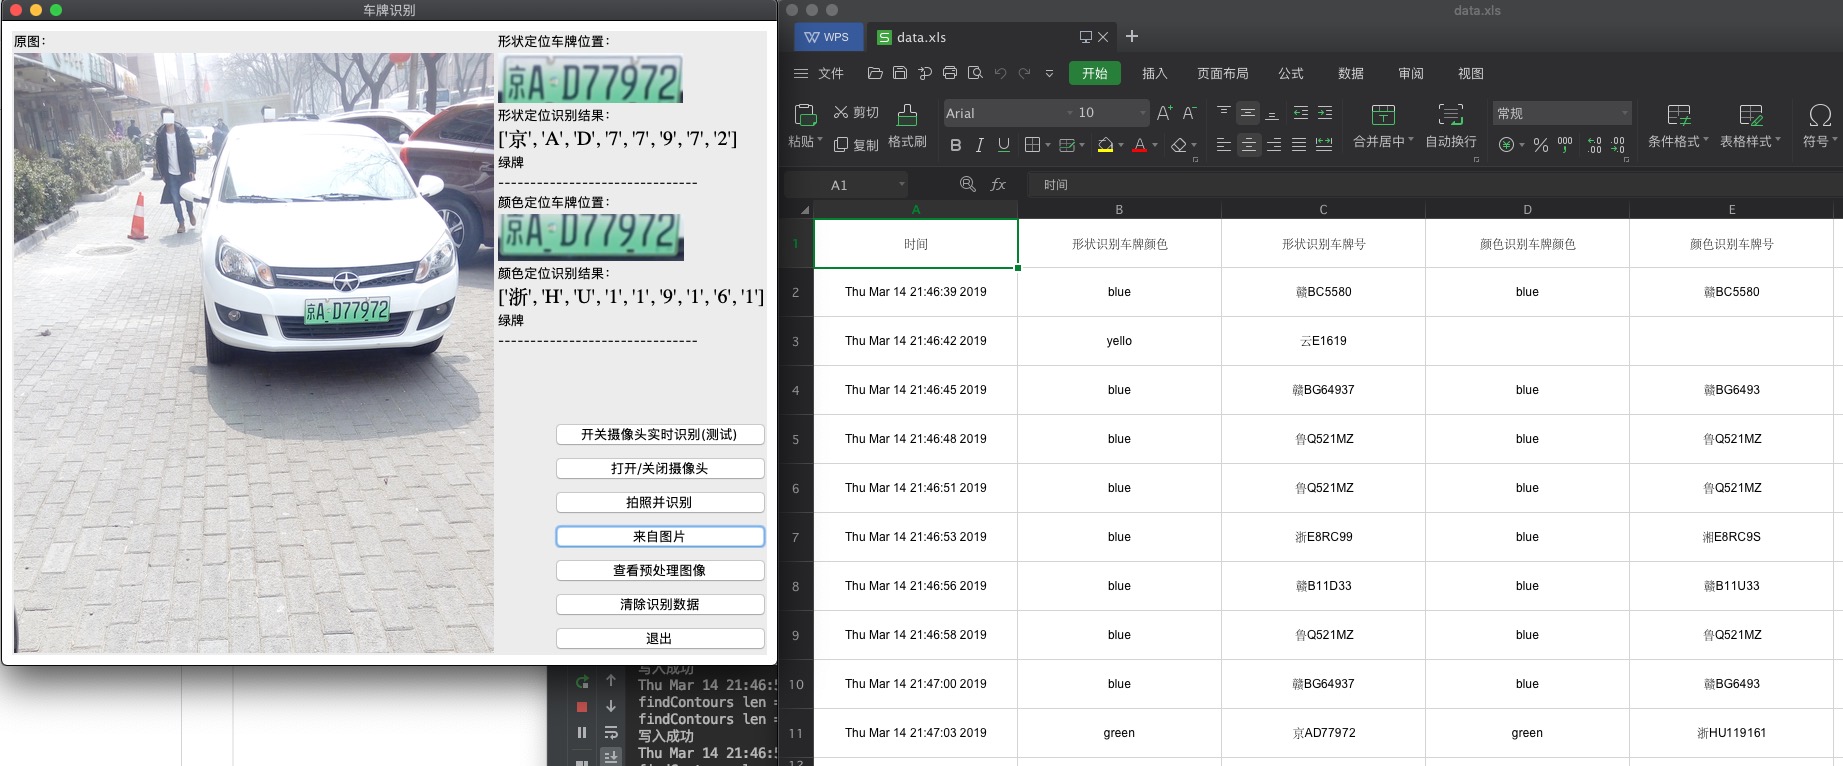 车牌识别
原图：
京A D77972
形状定位车牌位置：
京A D77972
形状定位识别结果：
['京', 'A', 'D', '7', '7', '9', '7', '2']
绿牌
-------------------------------
颜色定位车牌位置：
京A D77972
颜色定位识别结果：
['浙', 'H', 'U', '1', '1', '9', '1', '6', '1']
绿牌
-------------------------------
开关摄像头实时识别(测试)
打开/关闭摄像头
拍照并识别
来自图片
查看预处理图像
清除识别数据
退出
写入成功
Thu Mar 14 21:46:5
findContours len =
findContours len =
写入成功
Thu Mar 14 21:46:5
data.xls
WPS
data.xls
文件 开始 插入 页面布局 公式 数据 审阅 视图
粘贴 剪切 复制 格式刷 Arial 10 A+ A- B I U A 合并居中 自动换行 常规 % 000 条件格式 表格样式 符号
A1 fx 时间
A B C D E
1 时间 形状识别车牌颜色 形状识别车牌号 颜色识别车牌颜色 颜色识别车牌号
2 Thu Mar 14 21:46:39 2019 blue 赣BC5580 blue 赣BC5580
3 Thu Mar 14 21:46:42 2019 yello 云E1619
4 Thu Mar 14 21:46:45 2019 blue 赣BG64937 blue 赣BG6493
5 Thu Mar 14 21:46:48 2019 blue 鲁Q521MZ blue 鲁Q521MZ
6 Thu Mar 14 21:46:51 2019 blue 鲁Q521MZ blue 鲁Q521MZ
7 Thu Mar 14 21:46:53 2019 blue 浙E8RC99 blue 湘E8RC9S
8 Thu Mar 14 21:46:56 2019 blue 赣B11D33 blue 赣B11U33
9 Thu Mar 14 21:46:58 2019 blue 鲁Q521MZ blue 鲁Q521MZ
10 Thu Mar 14 21:47:00 2019 blue 赣BG64937 blue 赣BG6493
11 Thu Mar 14 21:47:03 2019 green 京AD77972 green 浙HU119161
12